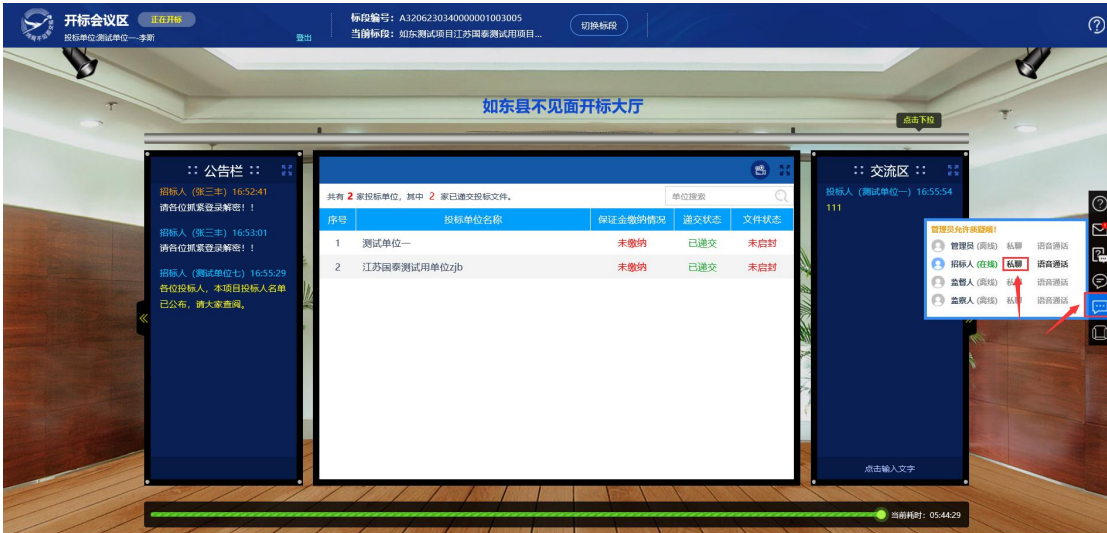 开标会议区 正在开标
投标单位:测试单位一-李斯 登出
标段编号：A3206230340000001003005
当前标段：如东测试项目江苏国泰测试用项目...
切换标段
如东县不见面开标大厅
点击下拉
:: 公告栏 ::
招标人（张三丰）16:52:41
请各位抓紧登录解密！！
招标人（张三丰）16:53:01
请各位抓紧登录解密！！
招标人（测试单位七）16:55:29
各位投标人，本项目投标人名单
已公布，请大家查阅。
共有 2 家投标单位，其中 2 家已递交投标文件。 单位搜索
序号 投标单位名称 保证金缴纳情况 递交状态 文件状态
1 测试单位一 未缴纳 已递交 未启封
2 江苏国泰测试用单位zjb 未缴纳 已递交 未启封
:: 交流区 ::
投标人（测试单位一）16:55:54
111
管理员允许质疑哦！
管理员 (离线) 私聊 语音通话
招标人 (在线) 私聊 语音通话
监督人 (离线) 私聊 语音通话
监察人 (离线) 私聊 语音通话
点击输入文字
当前耗时：05:44:29